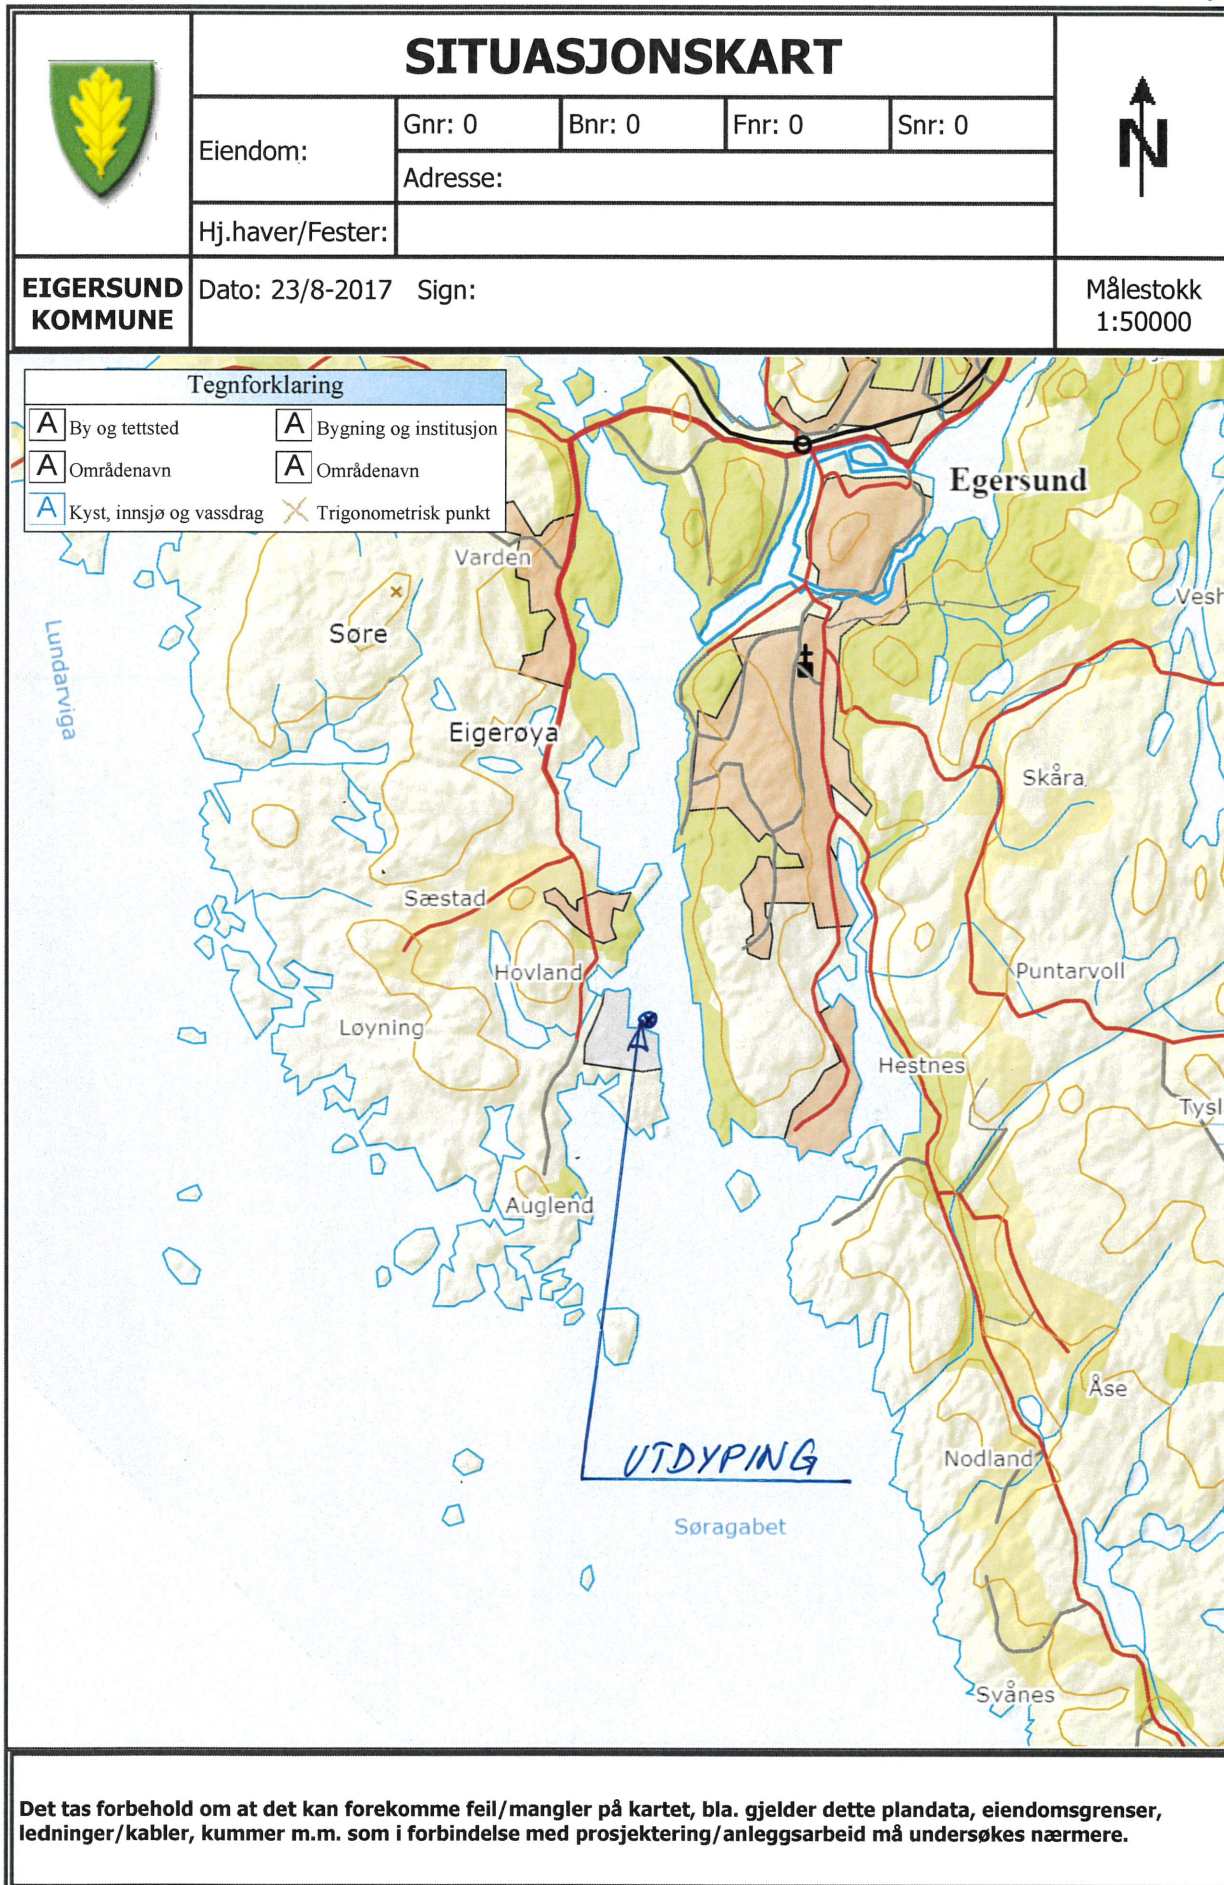 SITUASJONSKART
Eiendom:
Gnr: 0
Bnr: 0
Fnr: 0
Snr: 0
Adresse:
Hj.haver/Fester:
N
EIGERSUND
KOMMUNE
Dato: 23/8-2017 Sign:
Målestokk
1:50000
Tegnforklaring
A By og tettsted
A Bygning og institusjon
A Områdenavn
A Områdenavn
A Kyst, innsjø og vassdrag
Trigonometrisk punkt
Egersund
Varden
Vesh
Søre
Lundarviga
Eigerøya
Skåra
Sæstad
Hovland
Puntarvoll
Løyning
Hestnes
Tysl
Auglend
Åse
UTDYPING
Nodland
Søragabet
Svånes
Det tas forbehold om at det kan forekomme feil/mangler på kartet, bla. gjelder dette plandata, eiendomsgrenser,
ledninger/kabler, kummer m.m. som i forbindelse med prosjektering/anleggsarbeid må undersøkes nærmere.